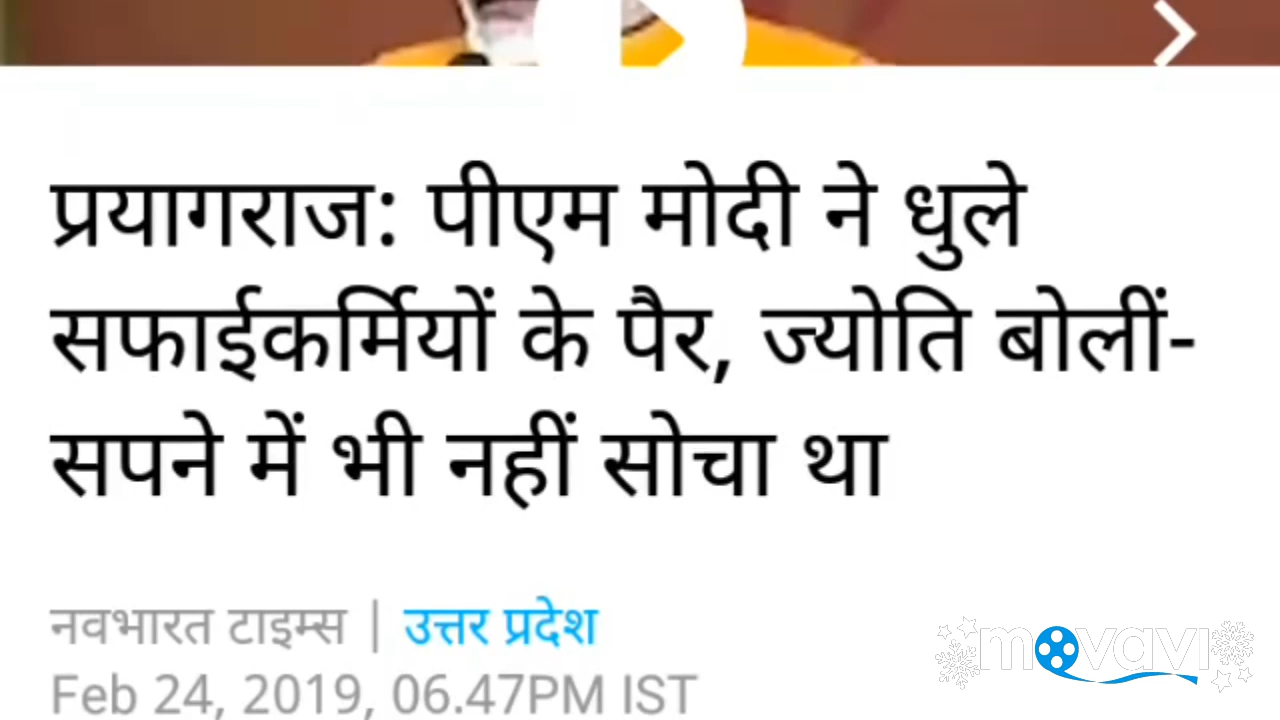 प्रयागराज: पीएम मोदी ने धुले
सफाईकर्मियों के पैर, ज्योति बोलीं-
सपने में भी नहीं सोचा था
नवभारत टाइम्स | उत्तर प्रदेश
Feb 24, 2019, 06.47PM IST
movavi